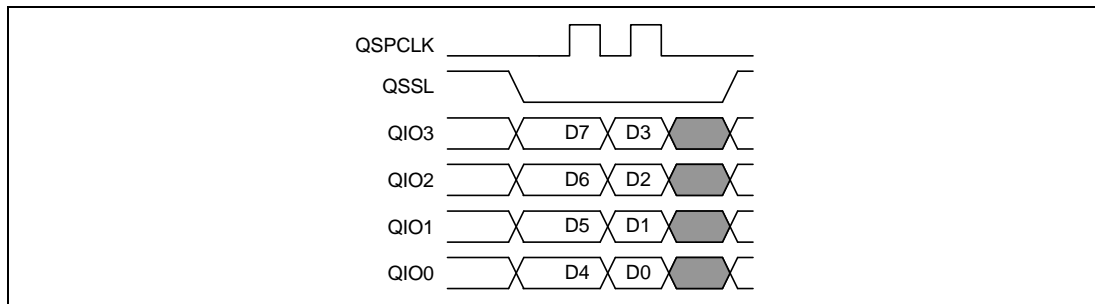 QSPCLK
QSSL
QIO3 D7 D3
QIO2 D6 D2
QIO1 D5 D1
QIO0 D4 D0